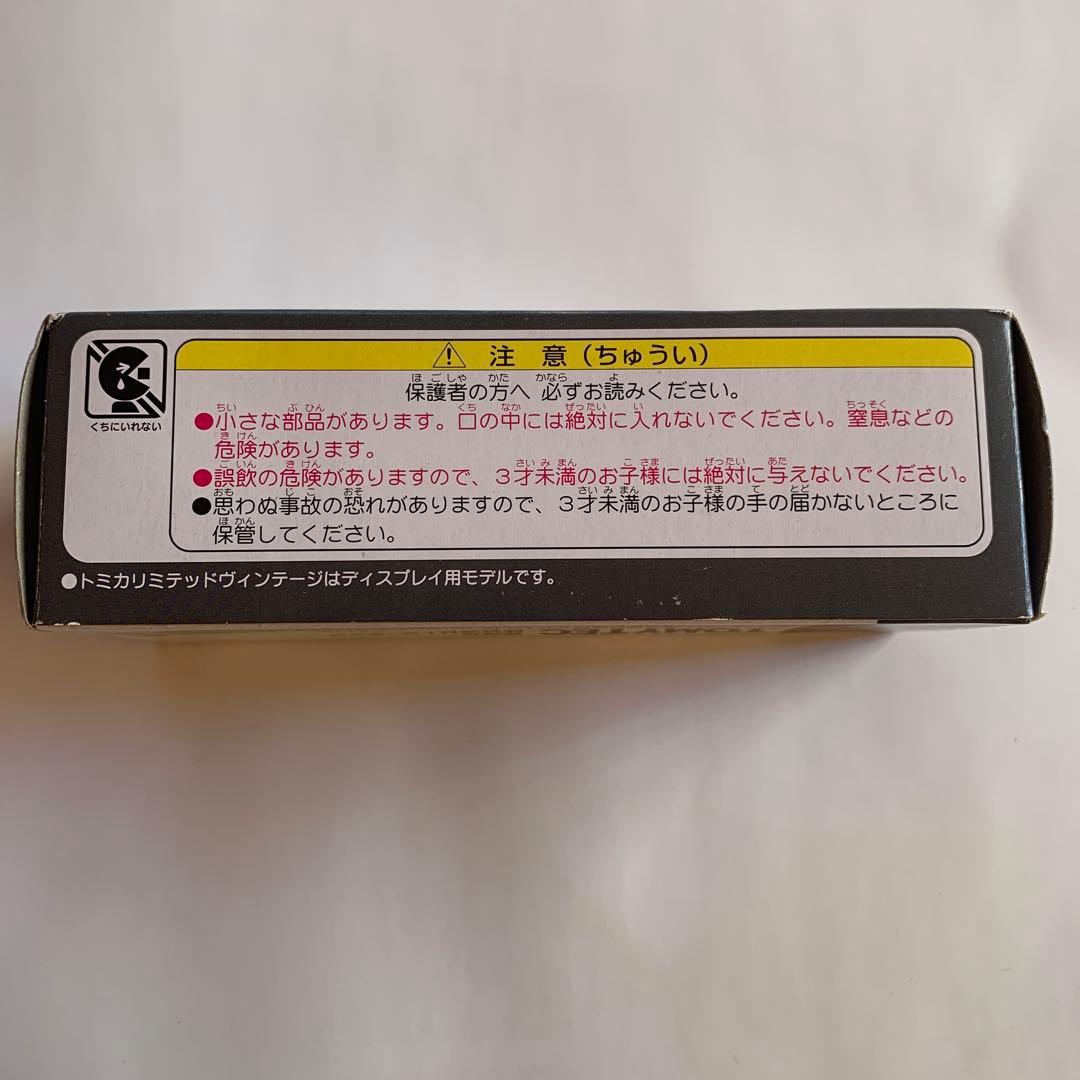 注 意(ちゅうい)
保護者の方へ 必ずお読みください。
●小さな部品があります。口の中には絶対に入れないでください。窒息などの
危険があります。
●誤飲の危険がありますので、3才未満のお子様には絶対に与えないでください。
●思わぬ事故の恐れがありますので、3才未満のお子様の手の届かないところに
保管してください。
くちにいれない
●トミカリミテッドヴィンテージはディスプレイ用モデルです。
TOMYTEC